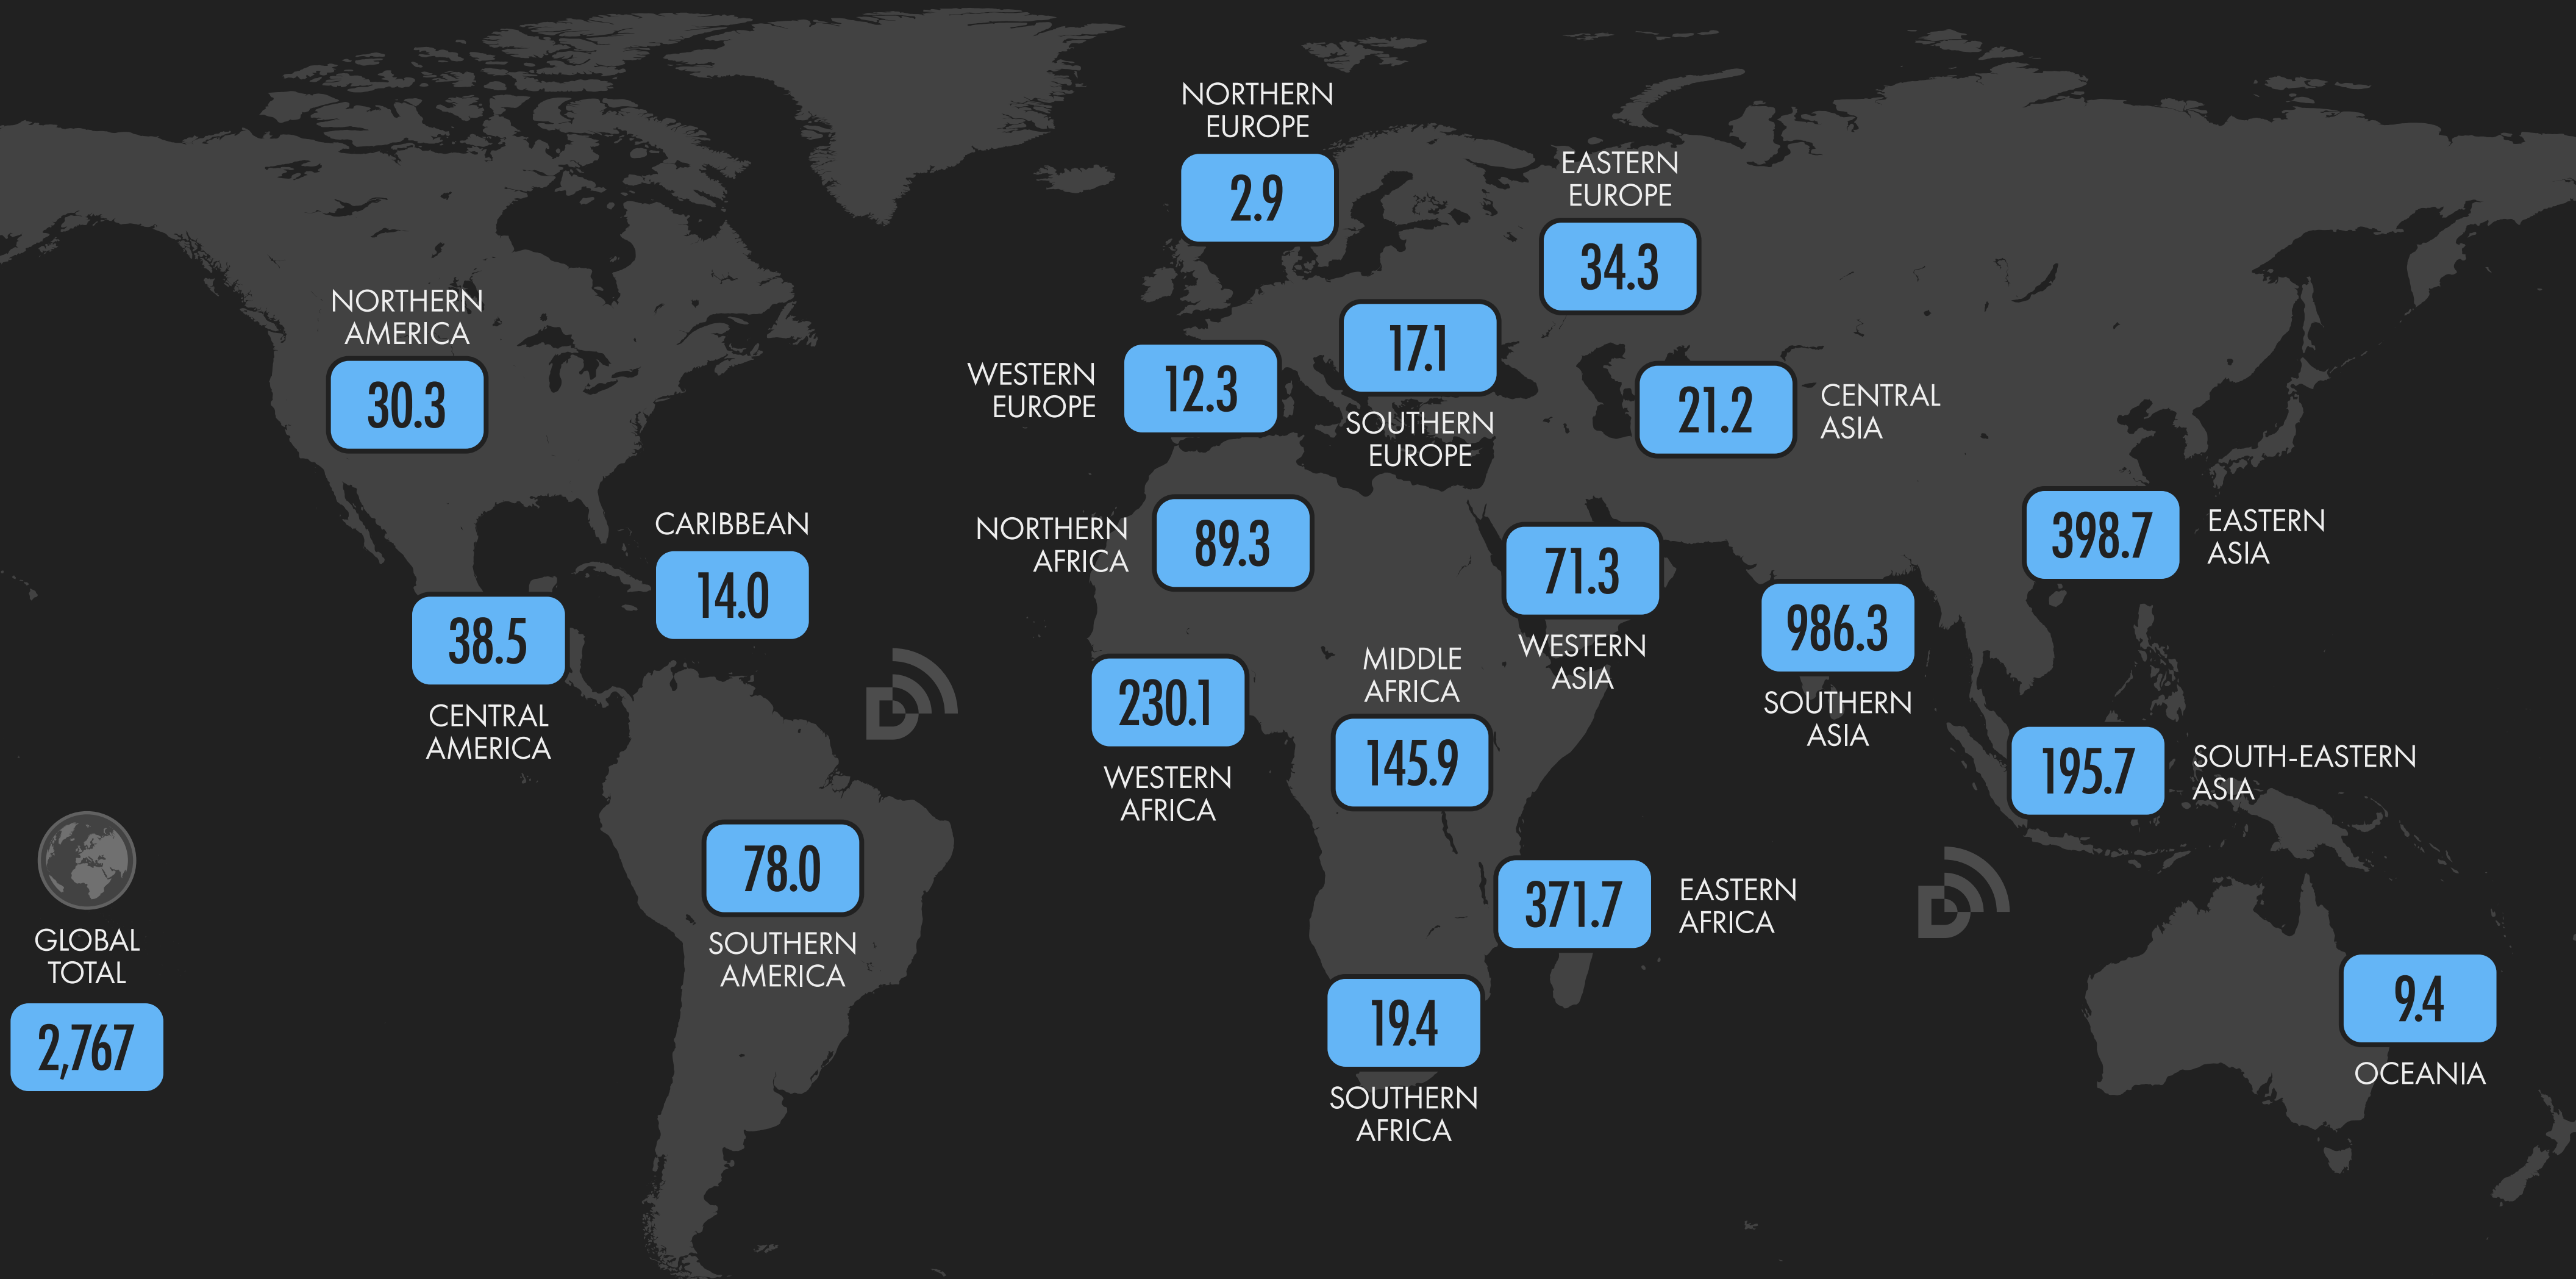 NORTHERN
EUROPE
2.9
EASTERN
EUROPE
34.3
NORTHERN
AMERICA
30.3
WESTERN
EUROPE
12.3
17.1
SOUTHERN
EUROPE
21.2
CENTRAL
ASIA
CARIBBEAN
14.0
NORTHERN
AFRICA
89.3
71.3
WESTERN
ASIA
398.7
EASTERN
ASIA
38.5
CENTRAL
AMERICA
230.1
WESTERN
AFRICA
MIDDLE
AFRICA
145.9
986.3
SOUTHERN
ASIA
195.7
SOUTH-EASTERN
ASIA
78.0
SOUTHERN
AMERICA
371.7
EASTERN
AFRICA
GLOBAL
TOTAL
2,767
19.4
SOUTHERN
AFRICA
9.4
OCEANIA